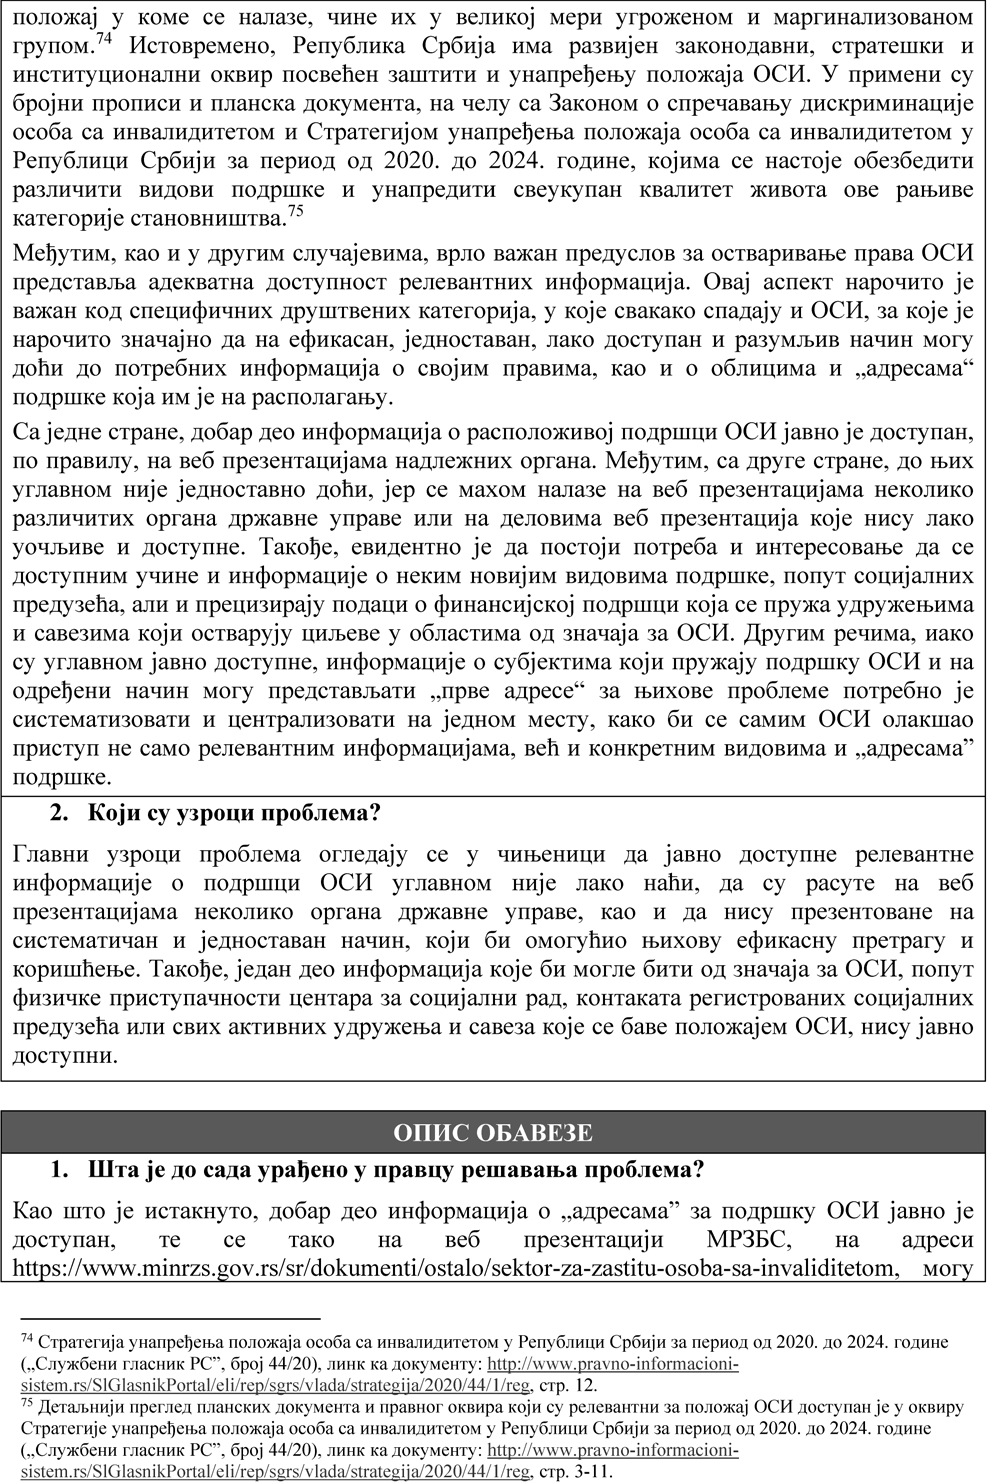 положај у коме се налазе, чине их у великој мери угроженом и маргинализованом
групом.74 Истовремено, Република Србија има развијен законодавни, стратешки и
институционални оквир посвећен заштити и унапређењу положаја ОСИ. У примени су
бројни прописи и планска документа, на челу са Законом о спречавању дискриминације
особа са инвалидитетом и Стратегијом унапређења положаја особа са инвалидитетом у
Републици Србији за период од 2020. до 2024. године, којима се настоје обезбедити
различити видови подршке и унапредити свеукупан квалитет живота ове рањиве
категорије становништва.75
Међутим, као и у другим случајевима, врло важан предуслов за остваривање права ОСИ
представља адекватна доступност релевантних информација. Овај аспект нарочито је
важан код специфичних друштвених категорија, у које свакако спадају и ОСИ, за које је
нарочито значајно да на ефикасан, једноставан, лако доступан и разумљив начин могу
доћи до потребних информација о својим правима, као и о облицима и „адресама“
подршке која им је на располагању.
Са једне стране, добар део информација о расположивој подршци ОСИ јавно је доступан,
по правилу, на веб презентацијама надлежних органа. Међутим, са друге стране, до њих
углавном није једноставно доћи, јер се махом налазе на веб презентацијама неколико
различитих органа државне управе или на деловима веб презентација које нису лако
уочљиве и доступне. Такође, евидентно је да постоји потреба и интересовање да се
доступним учине и информације о неким новијим видовима подршке, попут социјалних
предузећа, али и прецизирају подаци о финансијској подршци која се пружа удружењима
и савезима који остварују циљеве у областима од значаја за ОСИ. Другим речима, иако
су углавном јавно доступне, информације о субјектима који пружају подршку ОСИ и на
одређени начин могу представљати „прве адресе“ за њихове проблеме потребно је
систематизовати и централизовати на једном месту, како би се самим ОСИ олакшао
приступ не само релевантним информацијама, већ и конкретним видовима и „адресама”
подршке.
2. Који су узроци проблема?
Главни узроци проблема огледају се у чињеници да јавно доступне релевантне
информације о подршци ОСИ углавном није лако наћи, да су расуте на веб
презентацијама неколико органа државне управе, као и да нису презентоване на
систематичан и једноставан начин, који би омогућио њихову ефикасну претрагу и
коришћење. Такође, један део информација које би могле бити од значаја за ОСИ, попут
физичке приступачности центара за социјални рад, контаката регистрованих социјалних
предузећа или свих активних удружења и савеза које се баве положајем ОСИ, нису јавно
доступни.
ОПИС ОБАВЕЗЕ
1. Шта је до сада урађено у правцу решавања проблема?
Као што је истакнуто, добар део информација о „адресама” за подршку ОСИ јавно је
доступан, те се тако на веб презентацији МРЗБС, на адреси
https://www.minrzs.gov.rs/sr/dokumenti/ostalo/sektor-za-zastitu-osoba-sa-invaliditetom, могу
74 Стратегија унапређења положаја особа са инвалидитетом у Републици Србији за период од 2020. до 2024. године
(„Службени гласник РС”, број 44/20), линк ка документу: http://www.pravno-informacioni-
sistem.rs/SlGlasnikPortal/eli/rep/sgrs/vlada/strategija/2020/44/1/reg, стр. 12.
75 Детаљнији преглед планских документа и правног оквира који су релевантни за положај ОСИ доступан је у оквиру
Стратегије унапређења положаја особа са инвалидитетом у Републици Србији за период од 2020. до 2024. године
(„Службени гласник РС”, број 44/20), линк ка документу: http://www.pravno-informacioni-
sistem.rs/SlGlasnikPortal/eli/rep/sgrs/vlada/strategija/2020/44/1/reg, стр. 3-11.